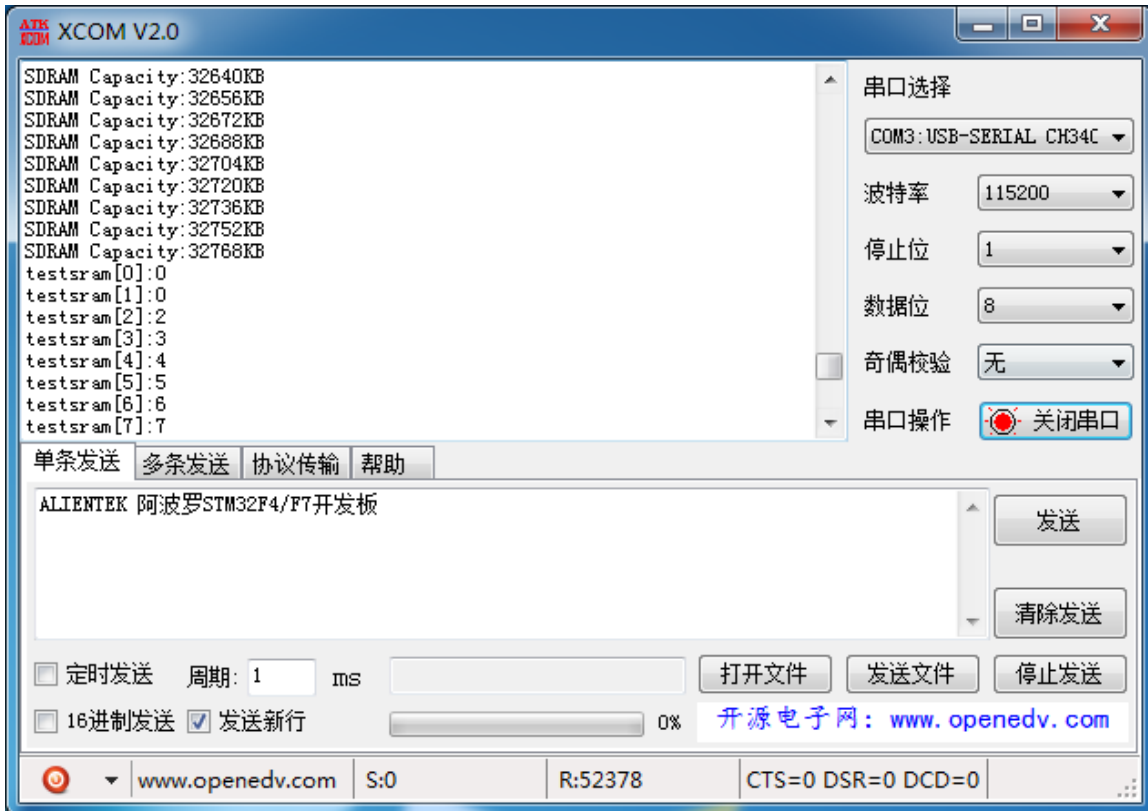 ATK XCOM XCOM V2.0
SDRAM Capacity:32640KB
SDRAM Capacity:32656KB
SDRAM Capacity:32672KB
SDRAM Capacity:32688KB
SDRAM Capacity:32704KB
SDRAM Capacity:32720KB
SDRAM Capacity:32736KB
SDRAM Capacity:32752KB
SDRAM Capacity:32768KB
testsram[0]:0
testsram[1]:0
testsram[2]:2
testsram[3]:3
testsram[4]:4
testsram[5]:5
testsram[6]:6
testsram[7]:7
串口选择
COM3:USB-SERIAL CH34
波特率 115200
停止位 1
数据位 8
奇偶校验 无
串口操作 关闭串口
单条发送 多条发送 协议传输 帮助
ALIENTEK 阿波罗STM32F4/F7开发板
发送
清除发送
定时发送 周期: 1 ms 打开文件 发送文件 停止发送
16进制发送 发送新行 0% 开源电子网: www.openedv.com
www.openedv.com S:0 R:52378 CTS=0 DSR=0 DCD=0